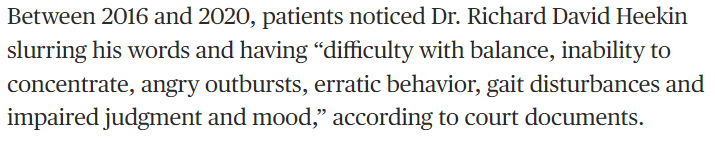 Between 2016 and 2020, patients noticed Dr. Richard David Heekin
slurring his words and having “difficulty with balance, inability to
concentrate, angry outbursts, erratic behavior, gait disturbances and
impaired judgment and mood,” according to court documents.